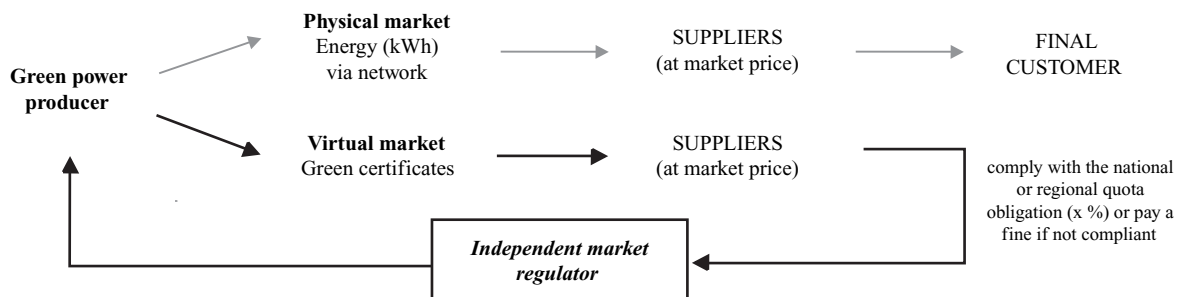 Green power
producer
Physical market
Energy (kWh)
via network
SUPPLIERS
(at market price)
FINAL
CUSTOMER
Virtual market
Green certificates
SUPPLIERS
(at market price)
comply with the national
or regional quota
obligation (x %) or pay a
fine if not compliant
Independent market
regulator